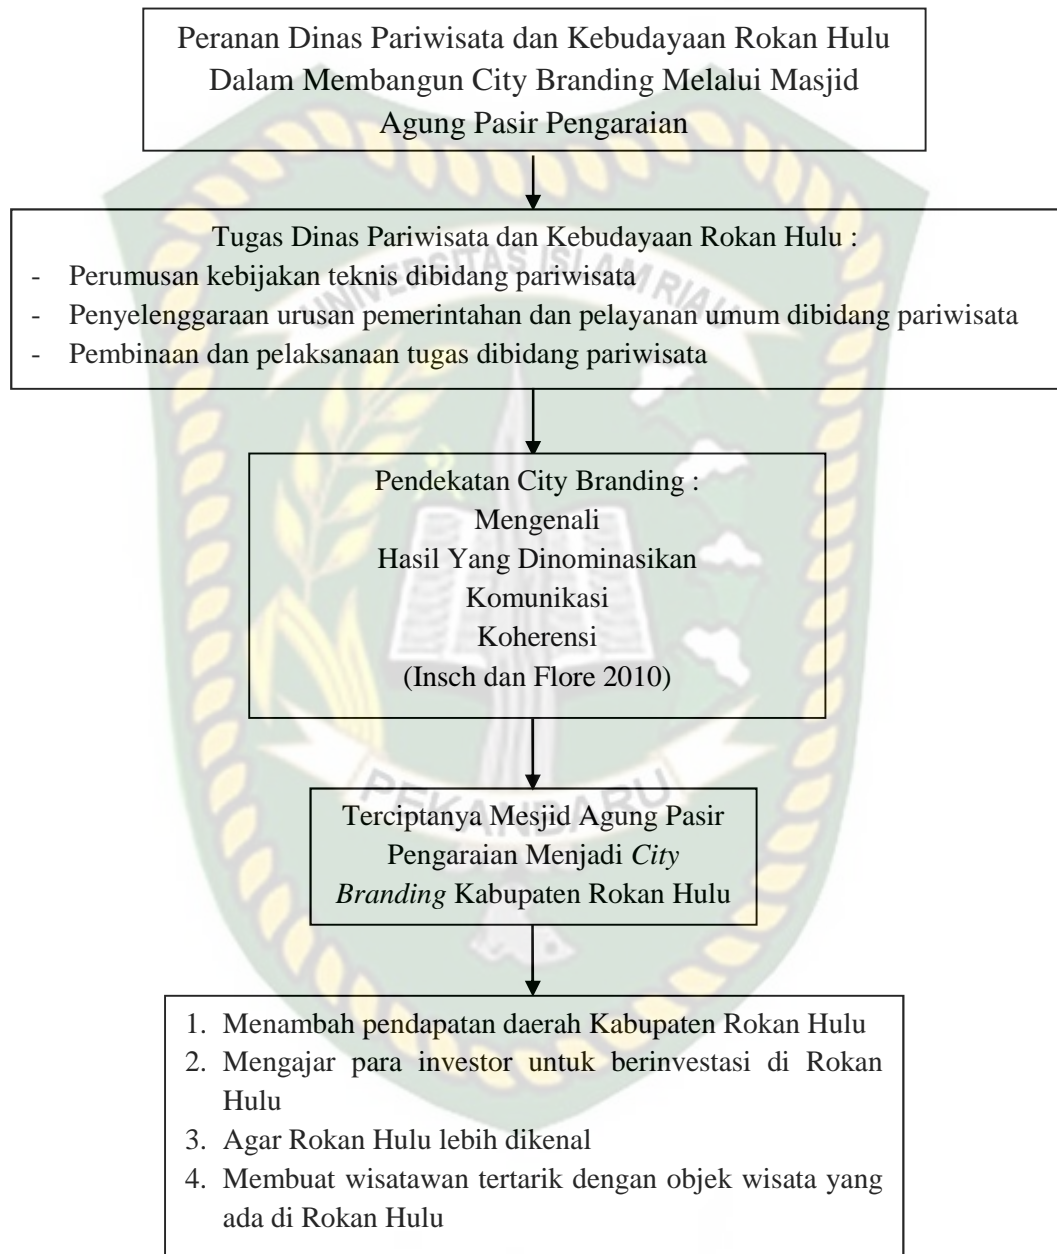 Peranan Dinas Pariwisata dan Kebudayaan Rokan Hulu
Dalam Membangun City Branding Melalui Masjid
Agung Pasir Pengaraian
Tugas Dinas Pariwisata dan Kebudayaan Rokan Hulu :
UNIVERSITAS ISLAM RIAU
- Perumusan kebijakan teknis dibidang pariwisata
- Penyelenggaraan urusan pemerintahan dan pelayanan umum dibidang pariwisata
- Pembinaan dan pelaksanaan tugas dibidang pariwisata
Pendekatan City Branding :
Mengenali
Hasil Yang Dinominasikan
Komunikasi
Koherensi
(Insch dan Flore 2010)
PEKANBARU
Terciptanya Mesjid Agung Pasir
Pengaraian Menjadi City
Branding Kabupaten Rokan Hulu
1. Menambah pendapatan daerah Kabupaten Rokan Hulu
2. Mengajar para investor untuk berinvestasi di Rokan
Hulu
3. Agar Rokan Hulu lebih dikenal
4. Membuat wisatawan tertarik dengan objek wisata yang
ada di Rokan Hulu